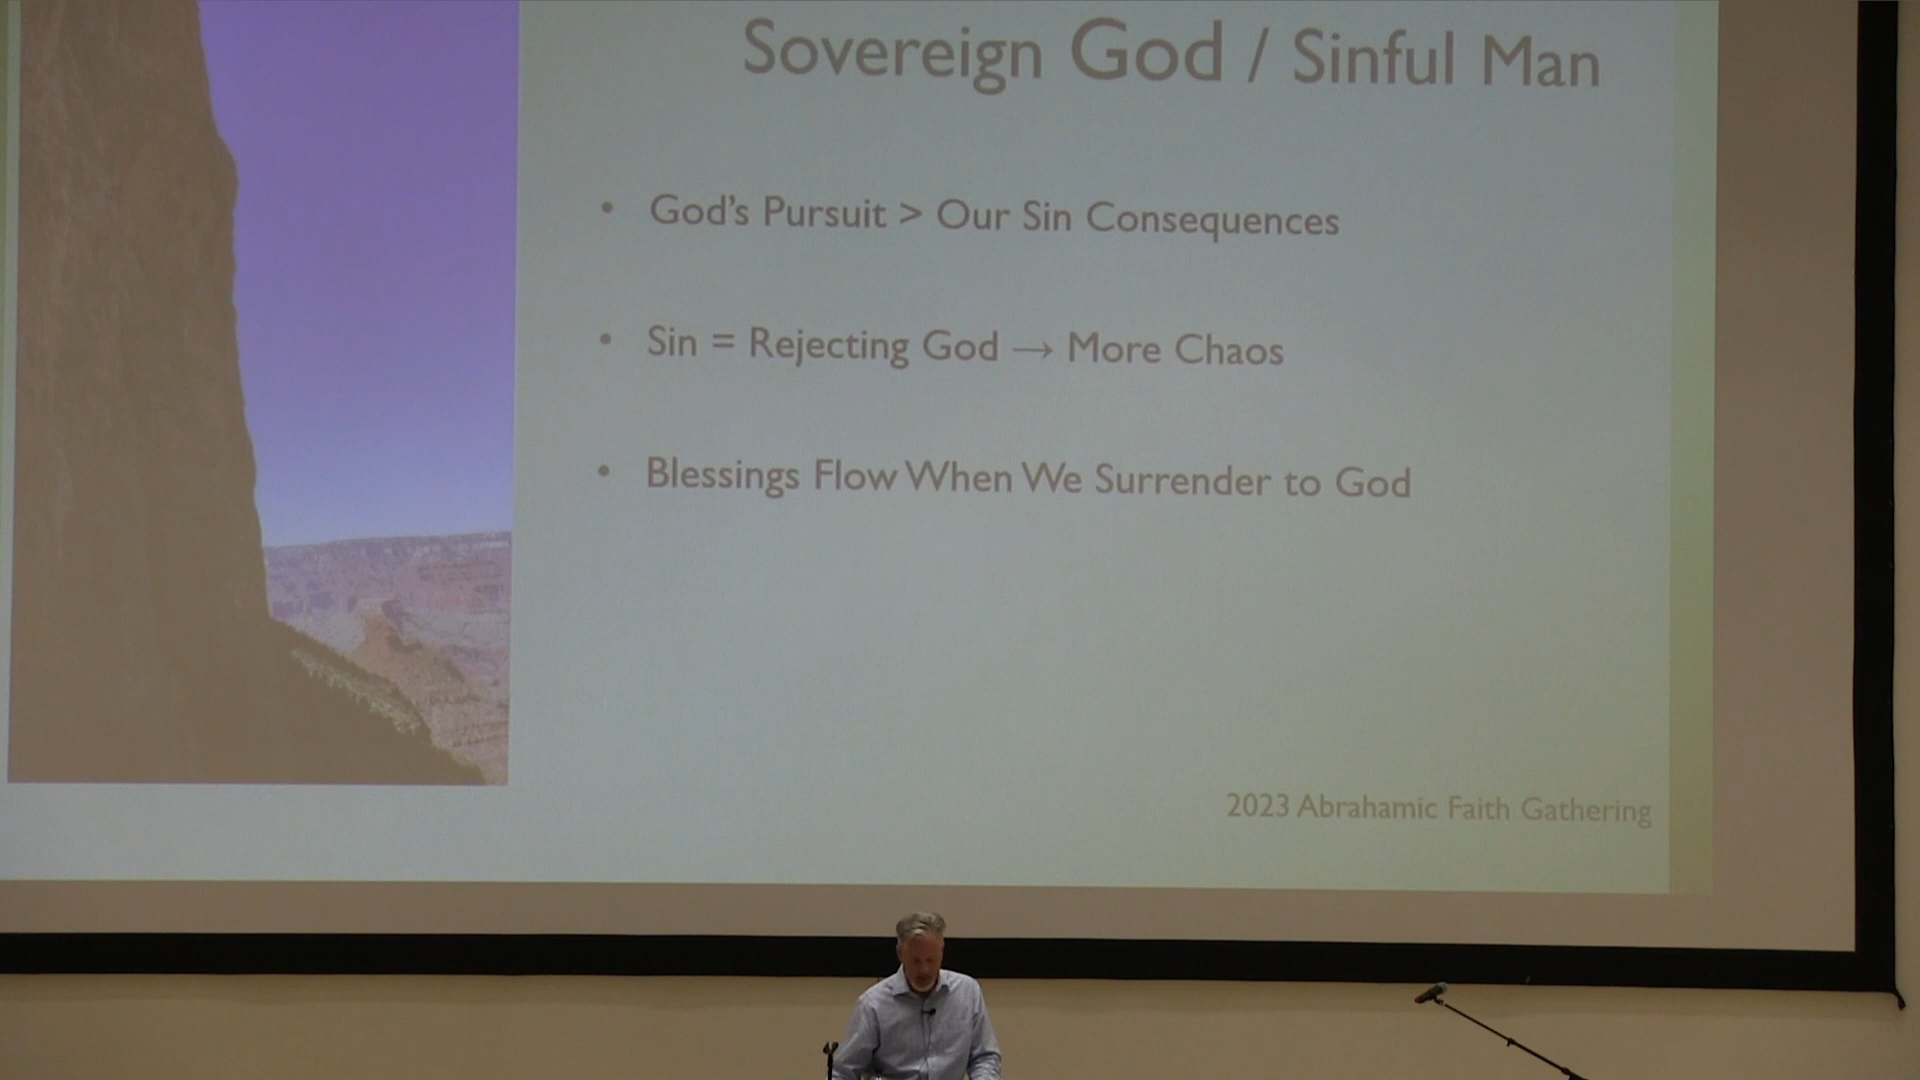 Sovereign God / Sinful Man
• God's Pursuit > Our Sin Consequences
• Sin = Rejecting God → More Chaos
• Blessings Flow When We Surrender to God
2023 Abrahamic Faith Gathering